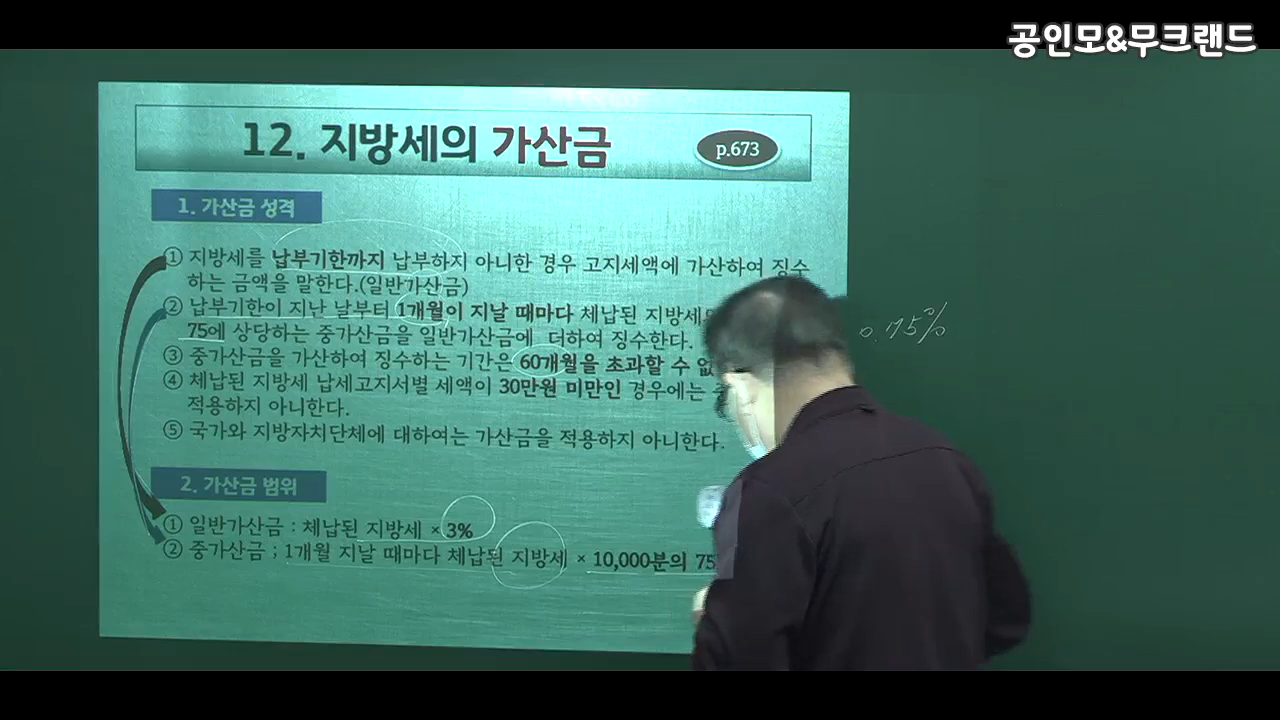 공인모&무크랜드
12. 지방세의 가산금
p.673
1. 가산금 성격
① 지방세를 납부기한까지 납부하지 아니한 경우 고지세액에 가산하여 징수
하는 금액을 말한다.(일반가산금)
② 납부기한이 지난 날부터 1개월이 지날 때마다 체납된 지방세의
75에 상당하는 중가산금을 일반가산금에 더하여 징수한다.
0.75%
③ 중가산금을 가산하여 징수하는 기간은 60개월을 초과할 수
④ 체납된 지방세 납세고지서별 세액이 30만원 미만인 경우에는
적용하지 아니한다.
⑤ 국가와 지방자치단체에 대하여는 가산금을 적용하지 아니한다.
2. 가산금 범위
① 일반가산금 : 체납된 지방세 × 3%
② 중가산금 ; 1개월 지날 때마다 체납된 지방세 × 10,000분의 75